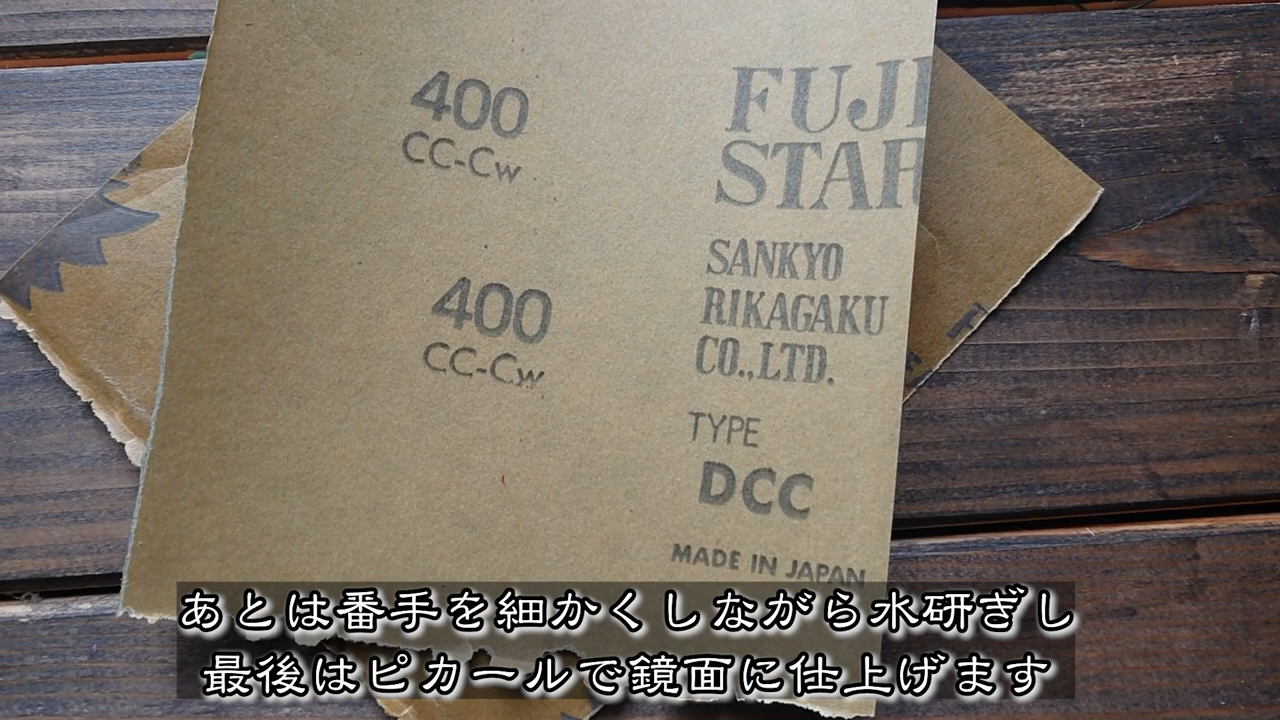 400
CC-Cw
400
CC-Cw
FUJI
STAR
SANKYO
RIKAGAKU
CO.,LTD.
TYPE
DCC
MADE IN JAPAN
あとは番手を細かくしながら水研ぎし
最後はピカールで鏡面に仕上げます